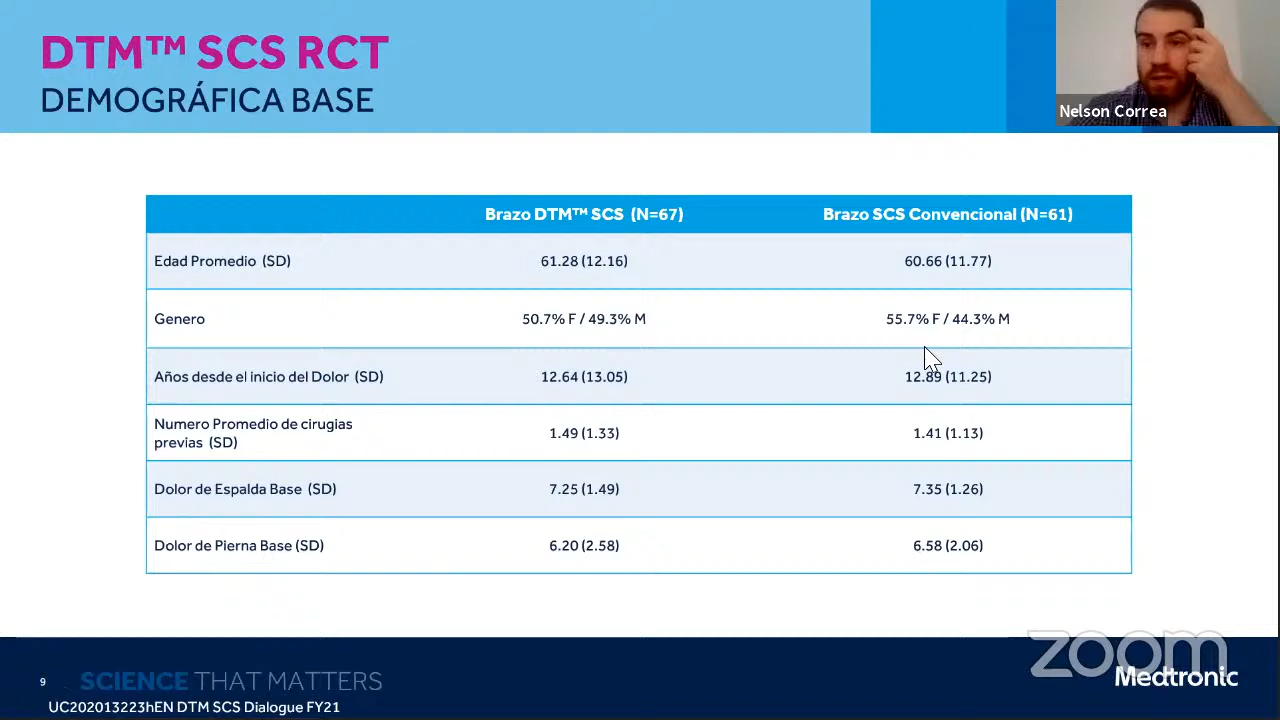 DTM™ SCS RCT
DEMOGRÁFICA BASE
Nelson Correa
Brazo DTM™ SCS (N=67) Brazo SCS Convencional (N=61)
Edad Promedio (SD) 61.28 (12.16) 60.66 (11.77)
Genero 50.7% F / 49.3% M 55.7% F / 44.3% M
Años desde el inicio del Dolor (SD) 12.64 (13.05) 12.89 (11.25)
Numero Promedio de cirugias
previas (SD) 1.49 (1.33) 1.41 (1.13)
Dolor de Espalda Base (SD) 7.25 (1.49) 7.35 (1.26)
Dolor de Pierna Base (SD) 6.20 (2.58) 6.58 (2.06)
zoom
Medtronic
9 SCIENCE THAT MATTERS
UC202013223hEN DTM SCS Dialogue FY21